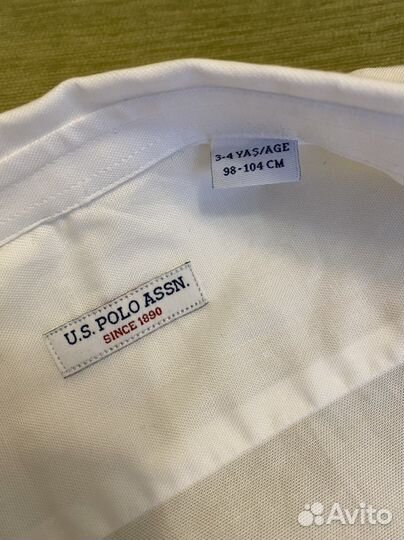 3-4 YAŞ/AGE
98-104 CM
U.S. POLO ASSN.
SINCE 1890
Avito